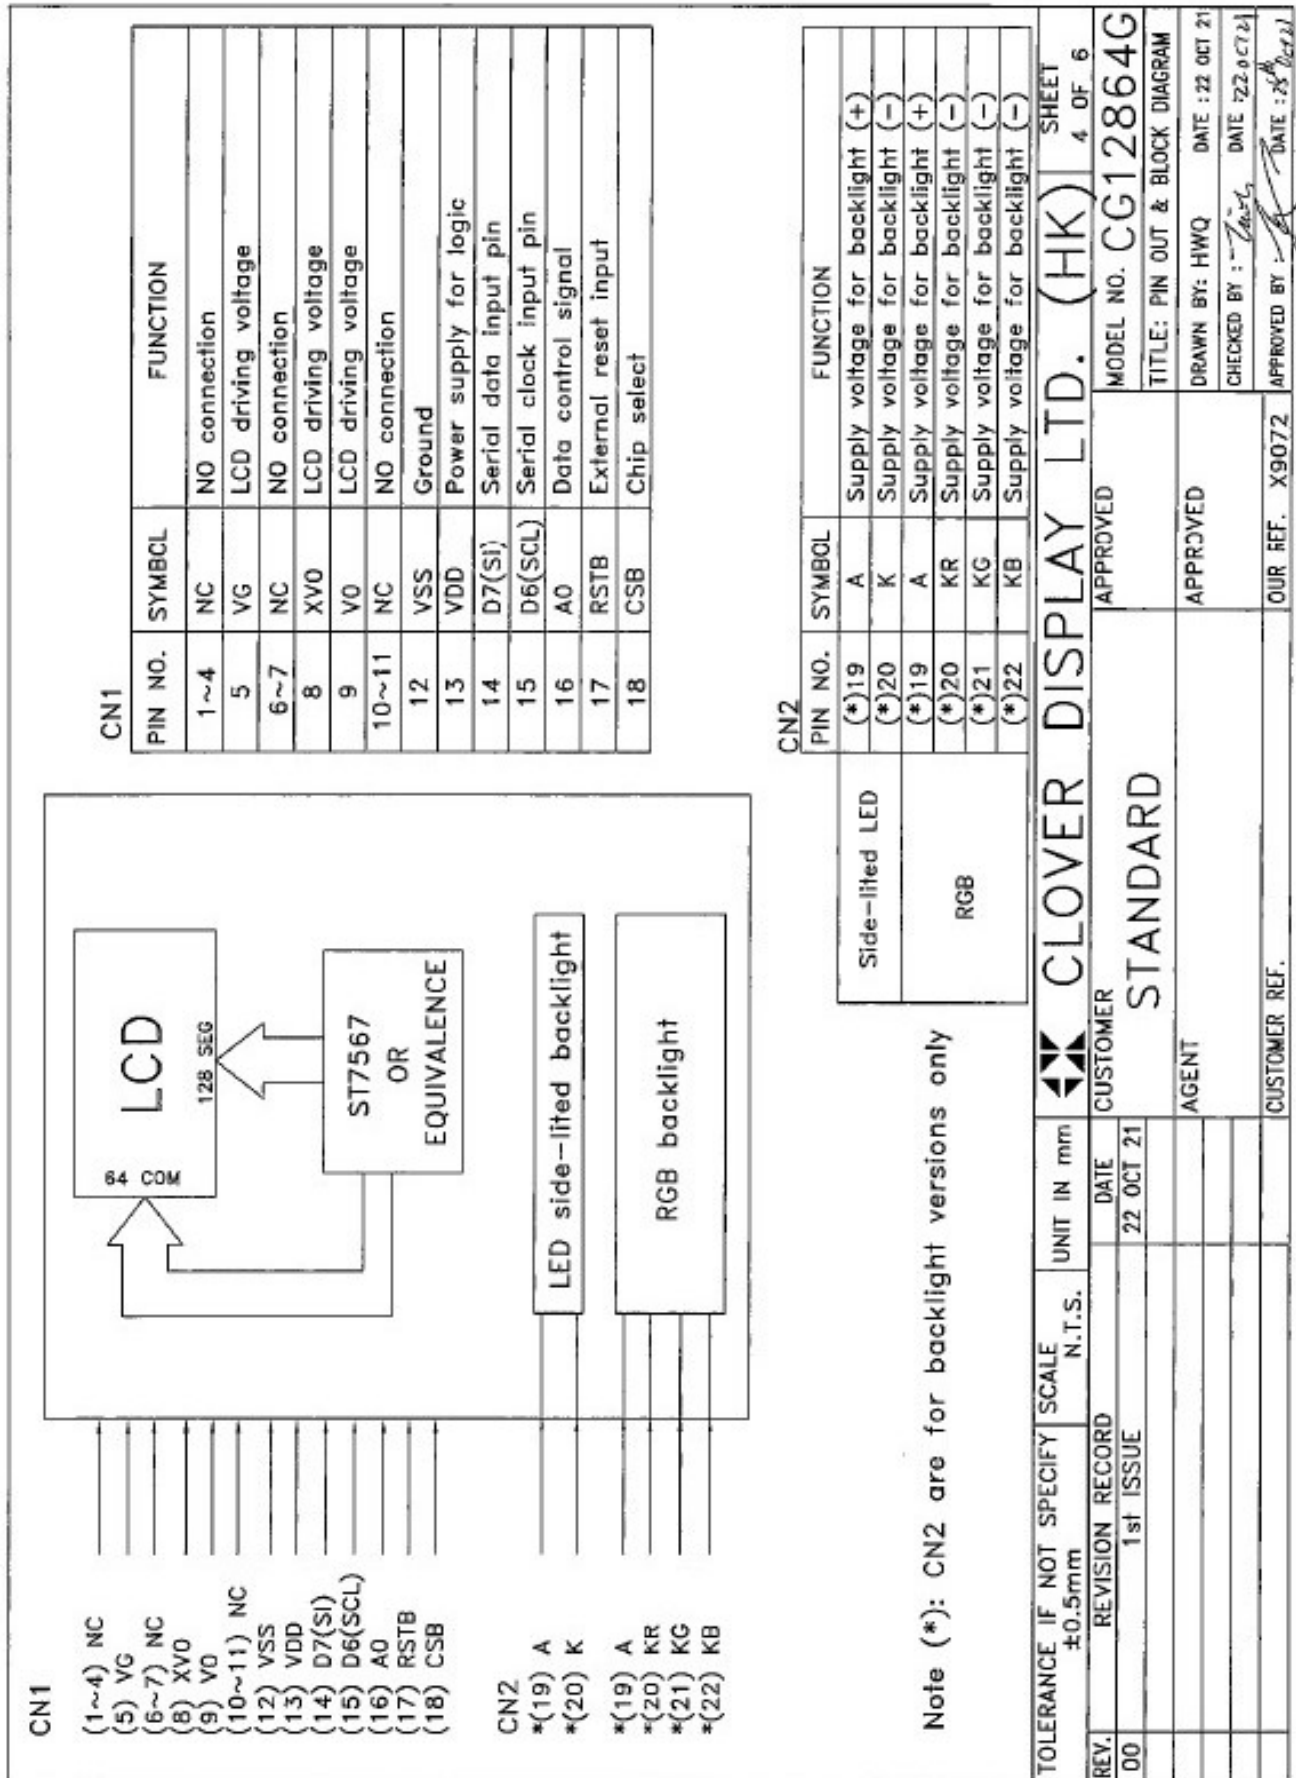 CN1
(1~4) NC
(5) VG
(6~7) NC
(8) XV0
(9) V0
(10~11) NC
(12) VSS
(13) VDD
(14) D7(SI)
(15) D6(SCL)
(16) A0
(17) RSTB
(18) CSB
CN2
*(19) A
*(20) K
*(19) A
*(20) KR
*(21) KG
*(22) KB
64 COM
LCD
128 SEG
ST7567
OR
EQUIVALENCE
LED side-lited backlight
RGB backlight
CN1
PIN NO. SYMBOL FUNCTION
1~4 NC NO connection
5 VG LCD driving voltage
6~7 NC NO connection
8 XV0 LCD driving voltage
9 V0 LCD driving voltage
10~11 NC NO connection
12 VSS Ground
13 VDD Power supply for logic
14 D7(SI) Serial data input pin
15 D6(SCL) Serial clock input pin
16 A0 Data control signal
17 RSTB External reset input
18 CSB Chip select
CN2
PIN NO. SYMBOL FUNCTION
Side-lited LED
(*)19 A Supply voltage for backlight (+)
(*)20 K Supply voltage for backlight (-)
RGB
(*)19 A Supply voltage for backlight (+)
(*)20 KR Supply voltage for backlight (-)
(*)21 KG Supply voltage for backlight (-)
(*)22 KB Supply voltage for backlight (-)
Note (*): CN2 are for backlight versions only
TOLERANCE IF NOT SPECIFY
±0.5mm
SCALE
N.T.S.
UNIT IN mm
CLOVER DISPLAY LTD. (HK)
SHEET
4 OF 6
REV. REVISION RECORD DATE
00 1st ISSUE 22 OCT 21
CUSTOMER
STANDARD
AGENT
CUSTOMER REF.
APPROVED
APPROVED
OUR REF. X9072
MODEL NO. CG12864G
TITLE: PIN OUT & BLOCK DIAGRAM
DRAWN BY: HWQ DATE : 22 OCT 21
CHECKED BY : DATE : 22 OCT 21
APPROVED BY : DATE :